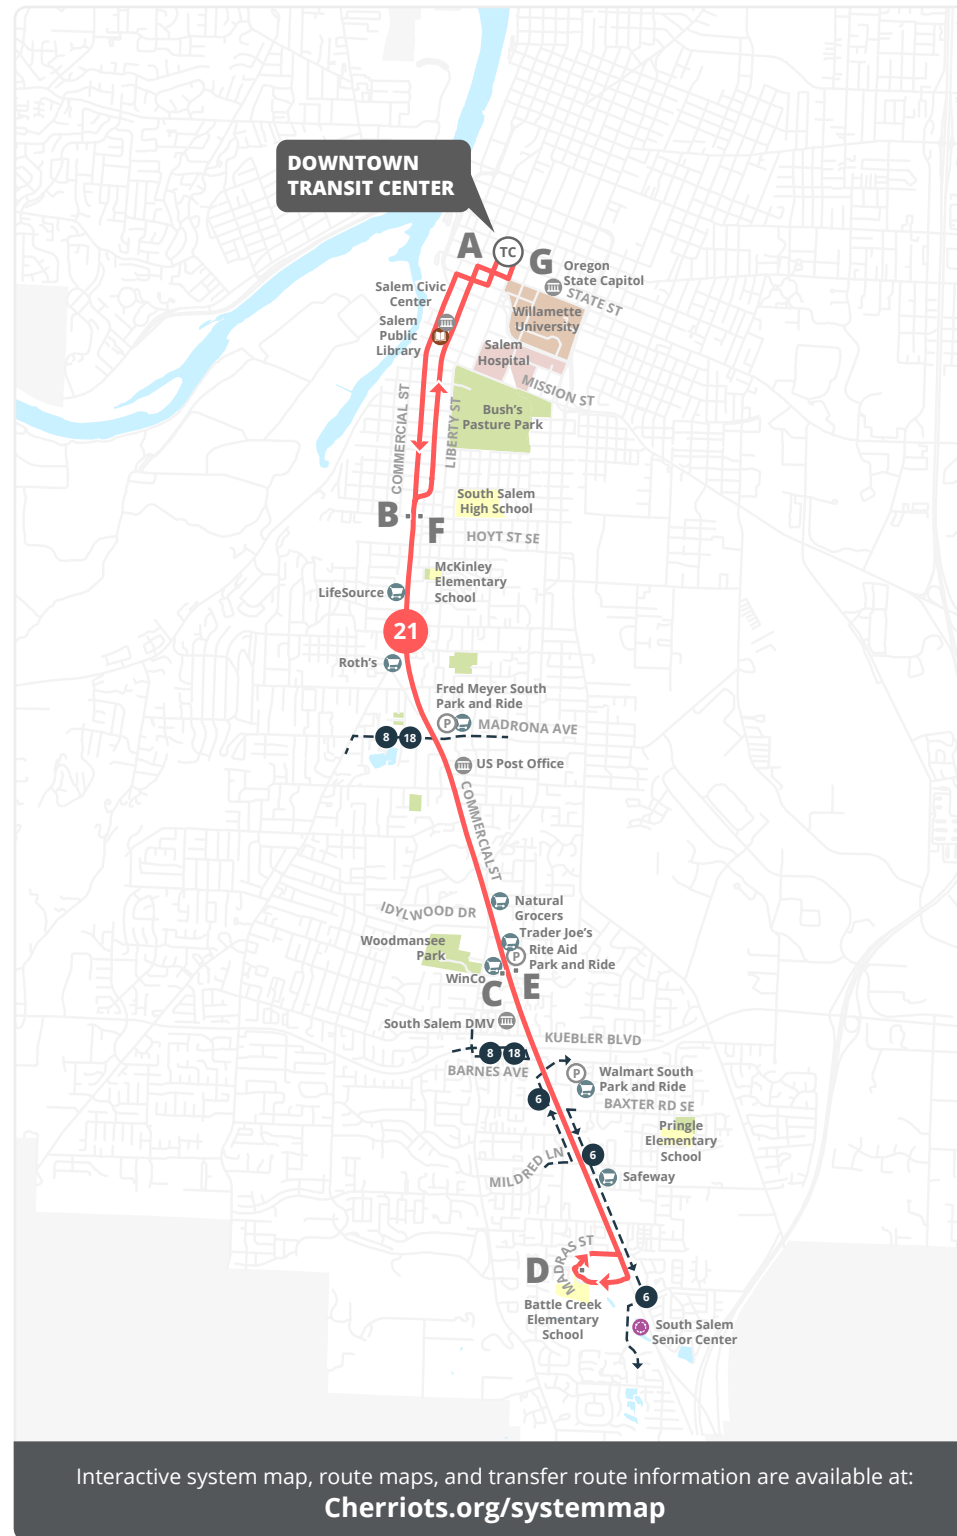 DOWNTOWN
TRANSIT CENTER
A
TC
G
Oregon
State Capitol
STATE ST
Salem Civic
Center
Salem
Public
Library
Willamette
University
Salem
Hospital
MISSION ST
Bush's
Pasture Park
COMMERCIAL ST
LIBERTY ST
South Salem
High School
B
F
HOYT ST SE
McKinley
Elementary
School
LifeSource
21
Roth's
Fred Meyer South
Park and Ride
P
MADRONA AVE
8
18
US Post Office
COMMERCIAL ST
Natural
Grocers
IDYLWOOD DR
Trader Joe's
Woodmansee
Park
P
Rite Aid
Park and Ride
WinCo
C
E
South Salem DMV
KUEBLER BLVD
8
18
BARNES AVE
P
Walmart South
Park and Ride
6
BAXTER RD SE
Pringle
Elementary
School
MILDRED LN
6
Safeway
MADRAS ST
D
6
Battle Creek
Elementary
School
South Salem
Senior Center
Interactive system map, route maps, and transfer route information are available at:
Cherriots.org/systemmap